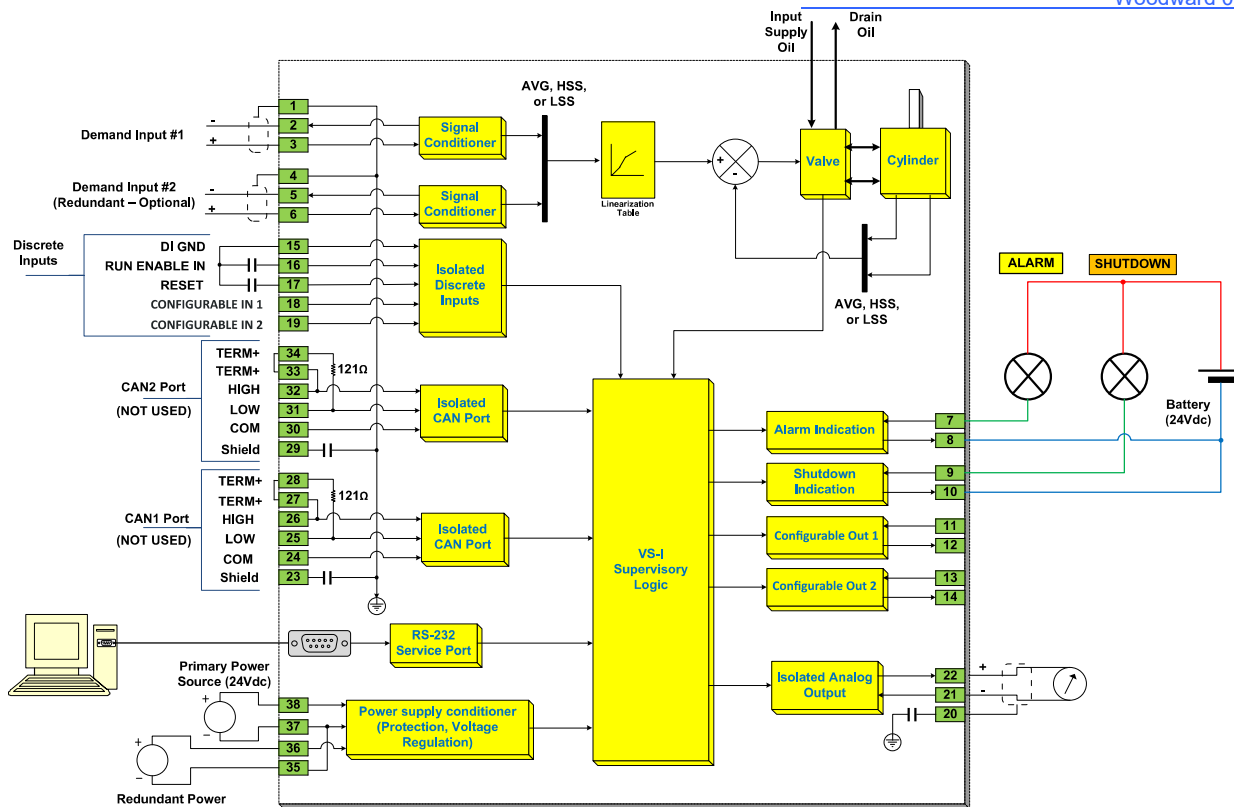 Woodward 0
Input
Supply
Oil
Drain
Oil
AVG, HSS,
or LSS
Demand Input #1
1
-
2
+
3
Signal
Conditioner
Demand Input #2
(Redundant – Optional)
4
-
5
+
6
Signal
Conditioner
Linearization
Table
+
-
Valve
Cylinder
AVG, HSS,
or LSS
Discrete
Inputs
DI GND
15
RUN ENABLE IN
16
RESET
17
CONFIGURABLE IN 1
18
CONFIGURABLE IN 2
19
Isolated
Discrete
Inputs
ALARM
SHUTDOWN
Battery
(24Vdc)
CAN2 Port
(NOT USED)
TERM+
34
TERM+
33
121Ω
HIGH
32
LOW
31
COM
30
Shield
29
Isolated
CAN Port
CAN1 Port
(NOT USED)
TERM+
28
TERM+
27
121Ω
HIGH
26
LOW
25
COM
24
Shield
23
Isolated
CAN Port
VS-I
Supervisory
Logic
Alarm Indication
7
8
Shutdown
Indication
9
10
Configurable Out 1
11
12
Configurable Out 2
13
14
RS-232
Service Port
Isolated Analog
Output
22
+
21
-
20
Primary Power
Source (24Vdc)
+
-
38
37
36
35
+
-
Power supply conditioner
(Protection, Voltage
Regulation)
Redundant Power